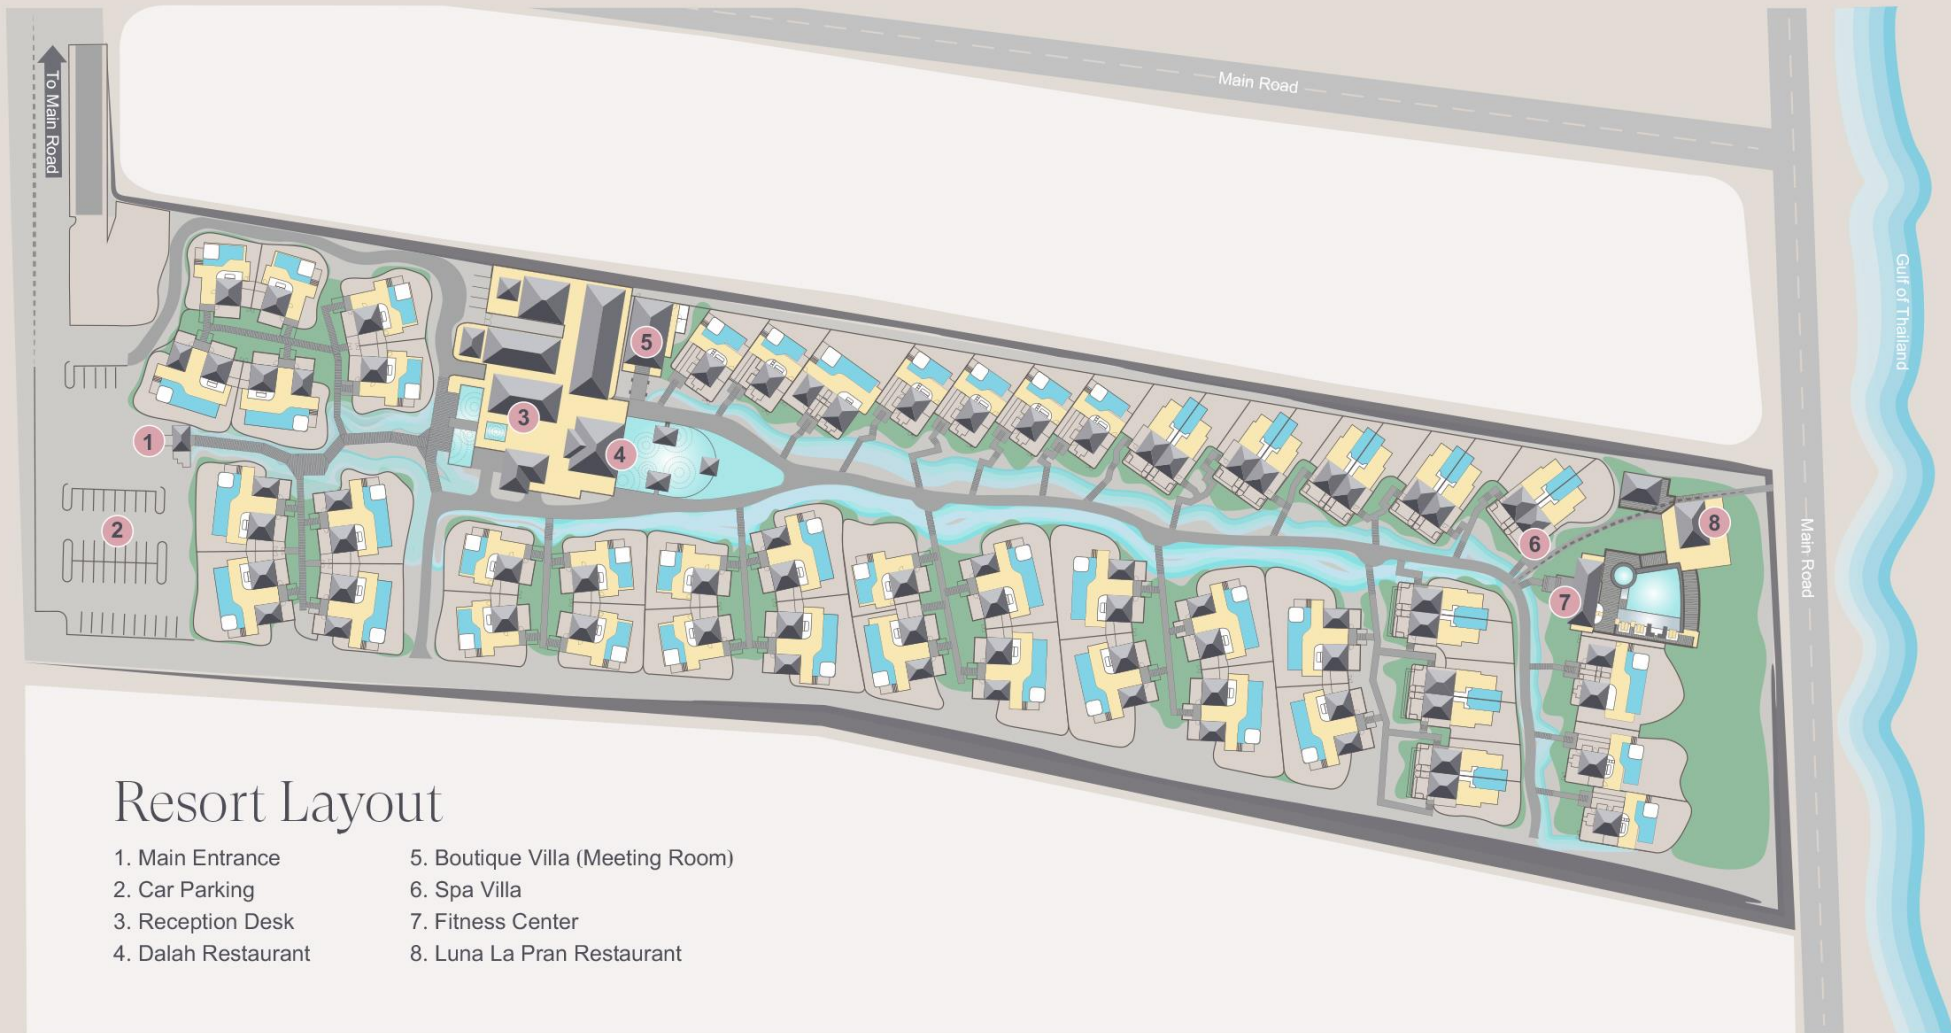 To Main Road
Main Road
Gulf of Thailand
5
3
1
4
2
8
6
7
Main Road
Resort Layout
1. Main Entrance
2. Car Parking
3. Reception Desk
4. Dalah Restaurant
5. Boutique Villa (Meeting Room)
6. Spa Villa
7. Fitness Center
8. Luna La Pran Restaurant